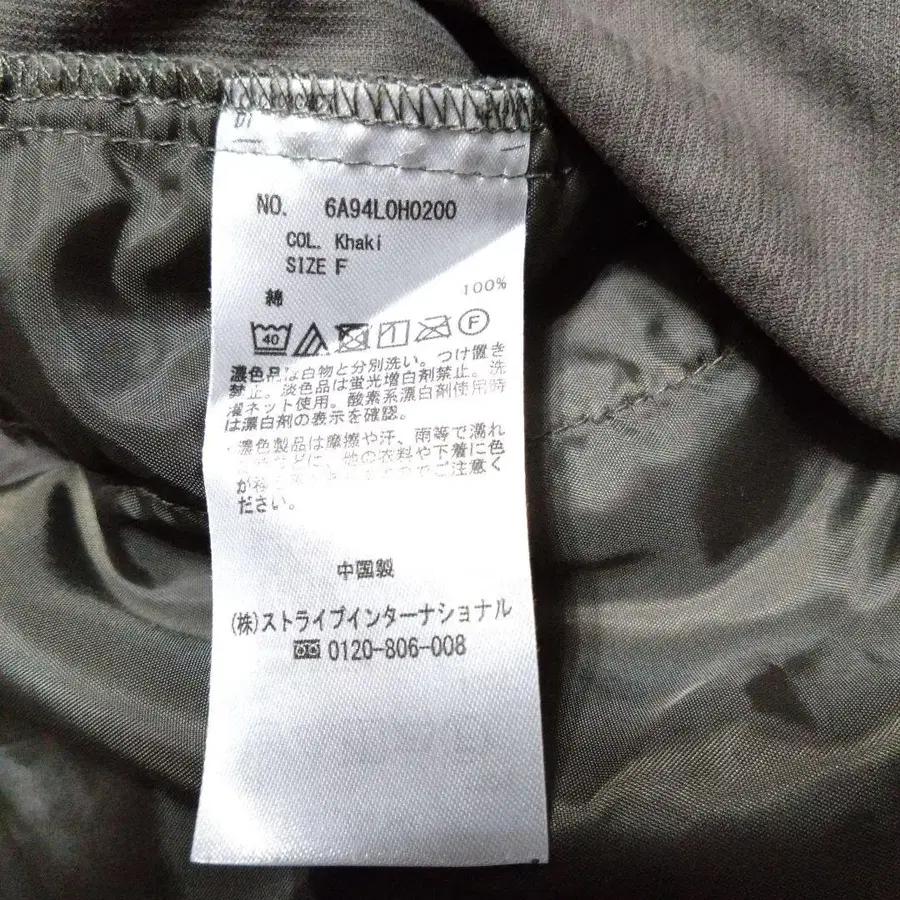 NO. 6A94L0H0200
COL. Khaki
SIZE F
綿 100%
40
F
濃色品は白物と分別洗い。つけ置き
禁止。淡色品は蛍光増白剤禁止。洗
濯ネット使用。酸素系漂白剤使用時
は漂白剤の表示を確認。
・濃色製品は摩擦や汗、雨等で濡れ
他の衣料や下着に色
ご注意く
ださい。
中国製
(株)ストライプインターナショナル
0120-806-008